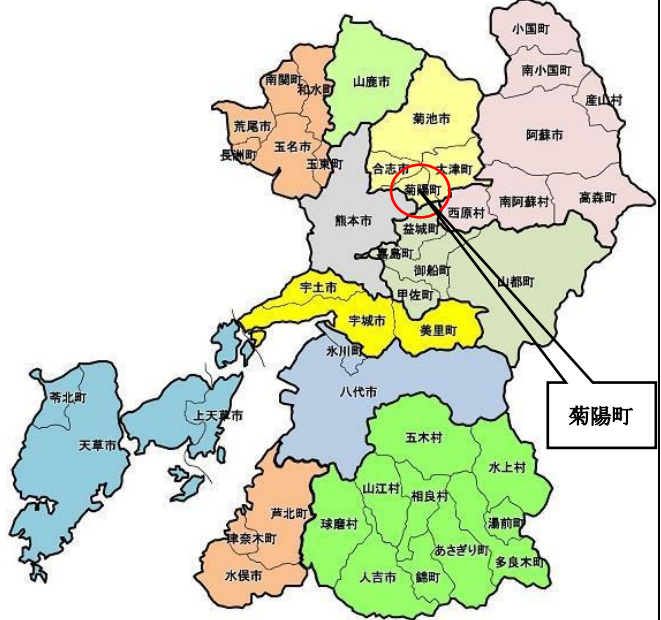 小国町
南小国町
産山村
南関町
和水町
山鹿市
菊池市
荒尾市
玉名市
長洲町
玉東町
阿蘇市
合志市
大津町
菊陽町
西原村
南阿蘇村
高森町
熊本市
益城町
嘉島町
御船町
山都町
甲佐町
宇土市
宇城市
美里町
氷川町
八代市
苓北町
上天草市
天草市
菊陽町
五木村
水上村
山江村
相良村
球磨村
湯前町
芦北町
津奈木町
あさぎり町
多良木町
水俣市
人吉市
錦町